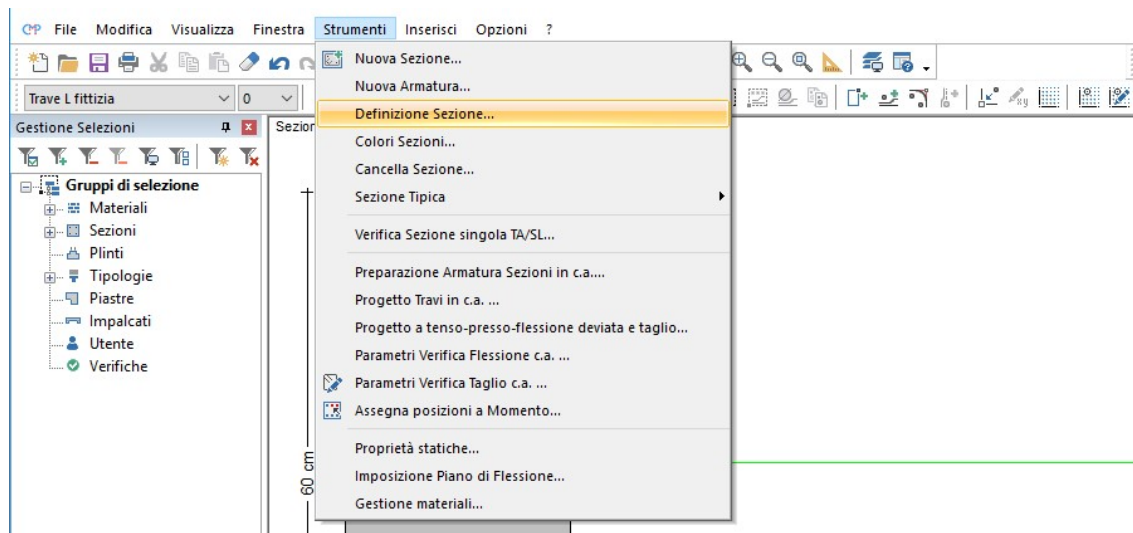 CMP File Modifica Visualizza Finestra Strumenti Inserisci Opzioni ?
Trave L fittizia 0
Gestione Selezioni
Gruppi di selezione
Materiali
Sezioni
Plinti
Tipologie
Piastre
Impalcati
Utente
Verifiche
Sezion
60 cm
Nuova Sezione...
Nuova Armatura...
Definizione Sezione...
Colori Sezioni...
Cancella Sezione...
Sezione Tipica
Verifica Sezione singola TA/SL...
Preparazione Armatura Sezioni in c.a....
Progetto Travi in c.a. ...
Progetto a tenso-presso-flessione deviata e taglio...
Parametri Verifica Flessione c.a. ...
Parametri Verifica Taglio c.a. ...
Assegna posizioni a Momento...
Proprietà statiche...
Imposizione Piano di Flessione...
Gestione materiali...